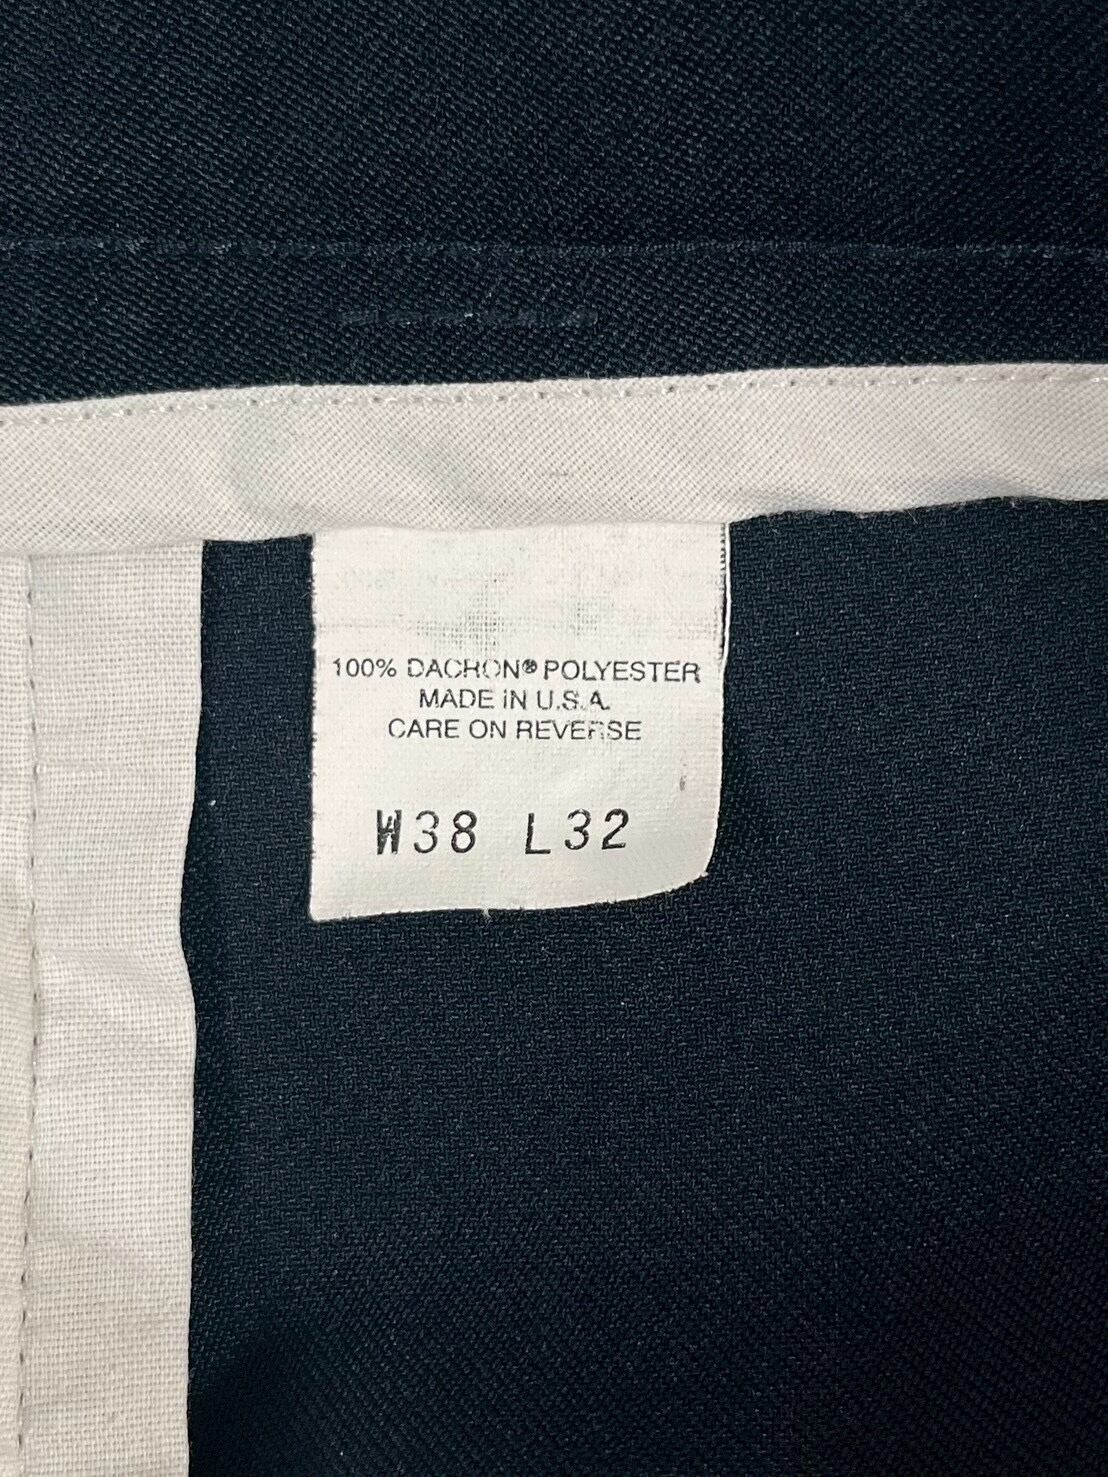 100% DACRON® POLYESTER
MADE IN U.S.A.
CARE ON REVERSE
W38 L32